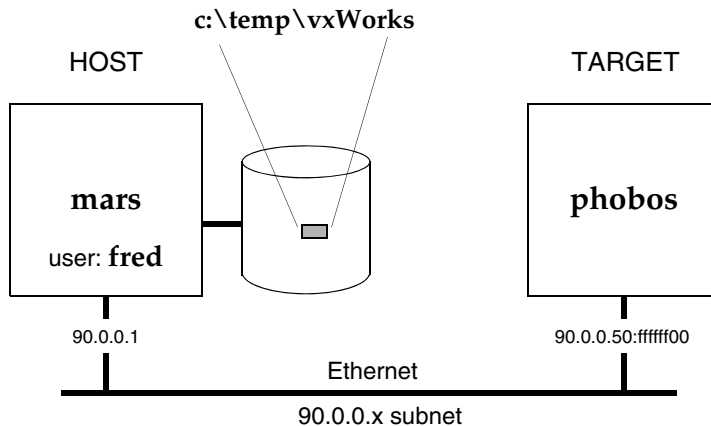 c:\temp\vxWorks
HOST
TARGET
mars
user: fred
phobos
90.0.0.1
90.0.0.50:ffffff00
Ethernet
90.0.0.x subnet